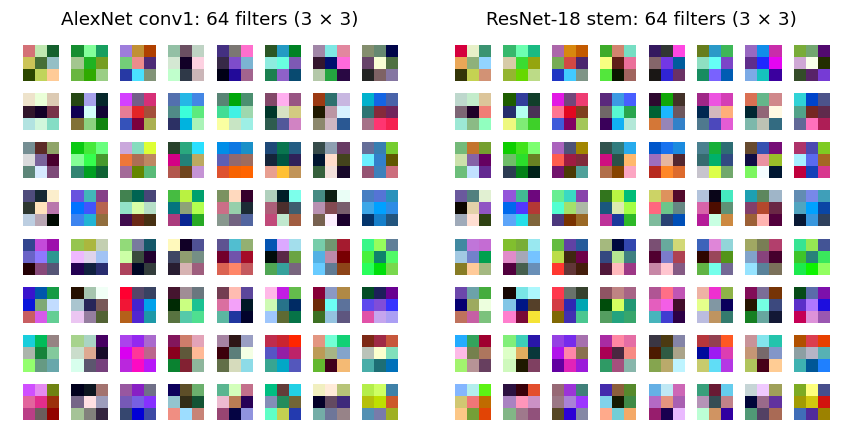 AlexNet conv1: 64 filters (3 × 3)
ResNet-18 stem: 64 filters (3 × 3)